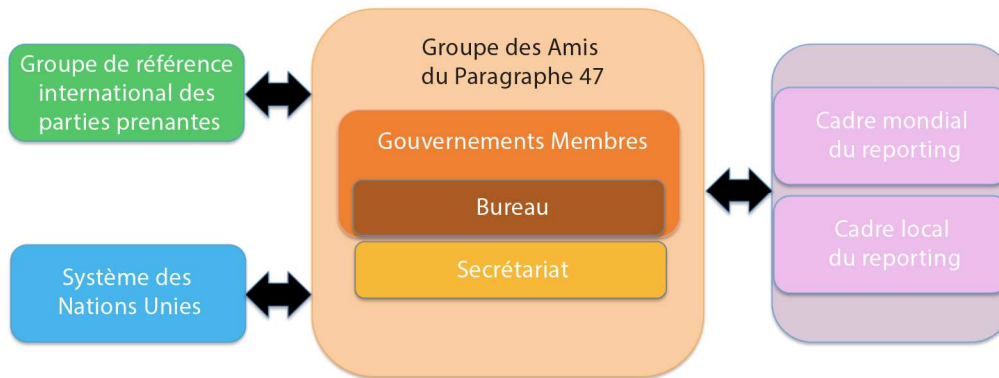 Groupe de référence
international des
parties prenantes
Système des
Nations Unies
Groupe des Amis
du Paragraphe 47
Gouvernements Membres
Bureau
Secrétariat
Cadre mondial
du reporting
Cadre local
du reporting